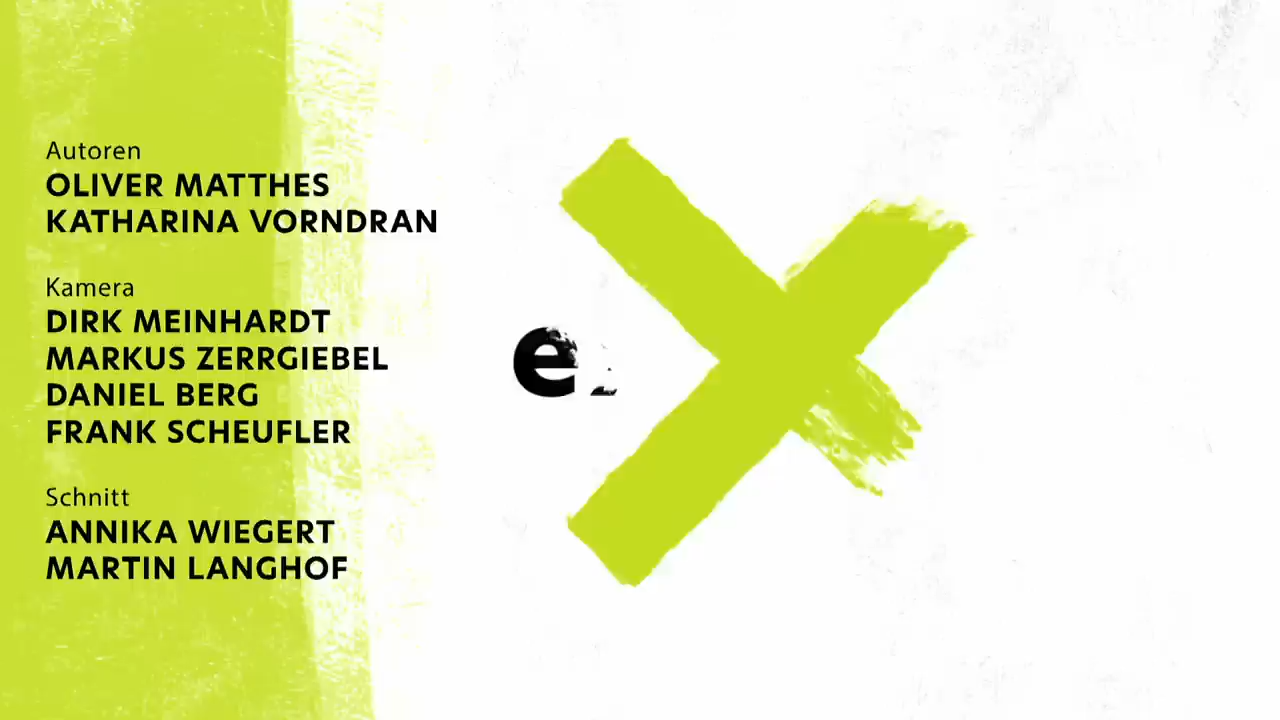 Autoren
OLIVER MATTHES
KATHARINA VORNDRAN
Kamera
DIRK MEINHARDT
MARKUS ZERRGIEBEL
DANIEL BERG
FRANK SCHEUFLER
Schnitt
ANNIKA WIEGERT
MARTIN LANGHOF